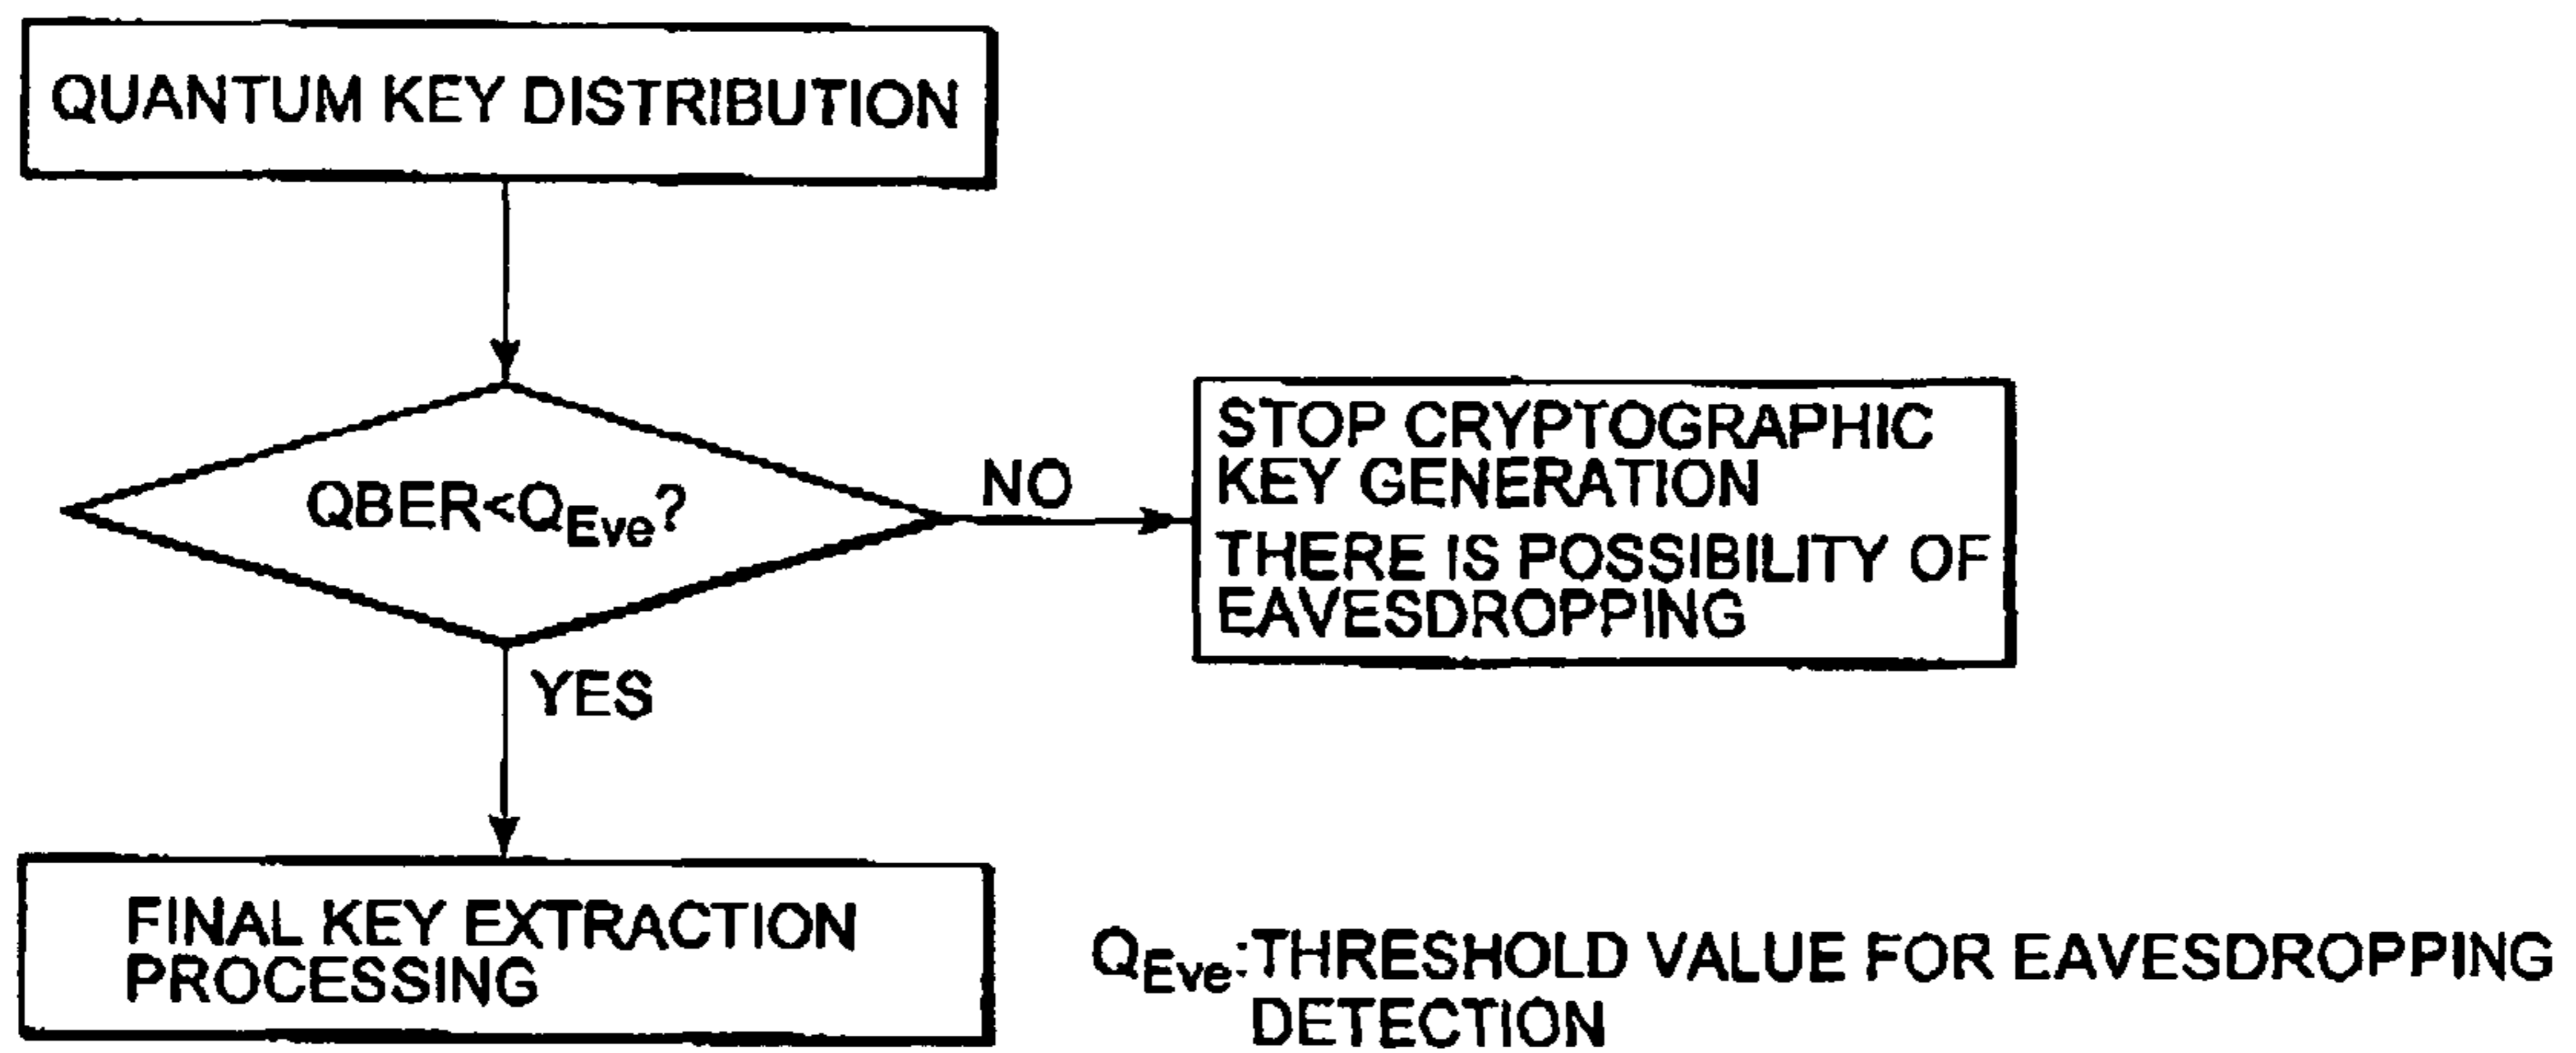 QUANTUM KEY DISTRIBUTION
QBER<QEve?
NO
STOP CRYPTOGRAPHIC
KEY GENERATION
THERE IS POSSIBILITY OF
EAVESDROPPING
YES
FINAL KEY EXTRACTION
PROCESSING
QEve:THRESHOLD VALUE FOR EAVESDROPPING
DETECTION